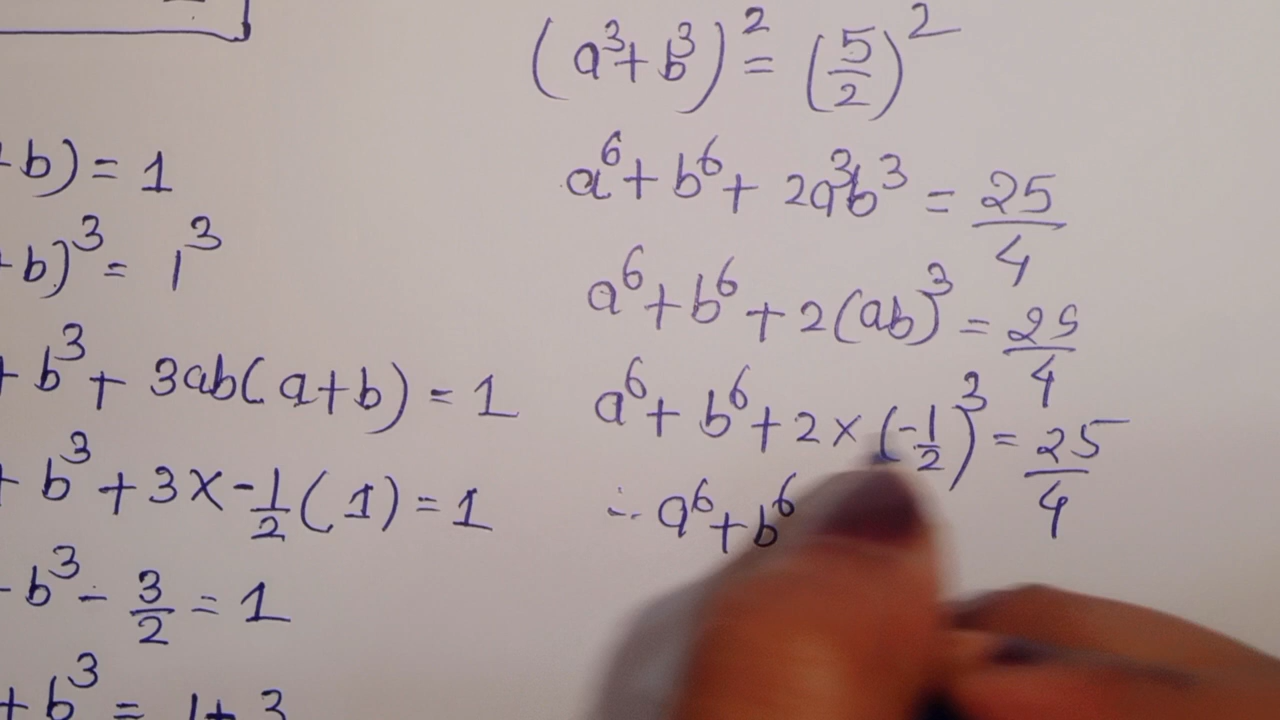 +b) = 1
+b)³ = 1³
+ b³ + 3ab(a+b) = 1
+ b³ + 3 × -1/2 (1) = 1
- b³ - 3/2 = 1
+ b³ = 1 + 3
(a³ + b³)² = (5/2)²
a⁶ + b⁶ + 2a³b³ = 25/4
a⁶ + b⁶ + 2(ab)³ = 25/4
a⁶ + b⁶ + 2 × (-1/2)³ = 25/4
∴ a⁶ + b⁶